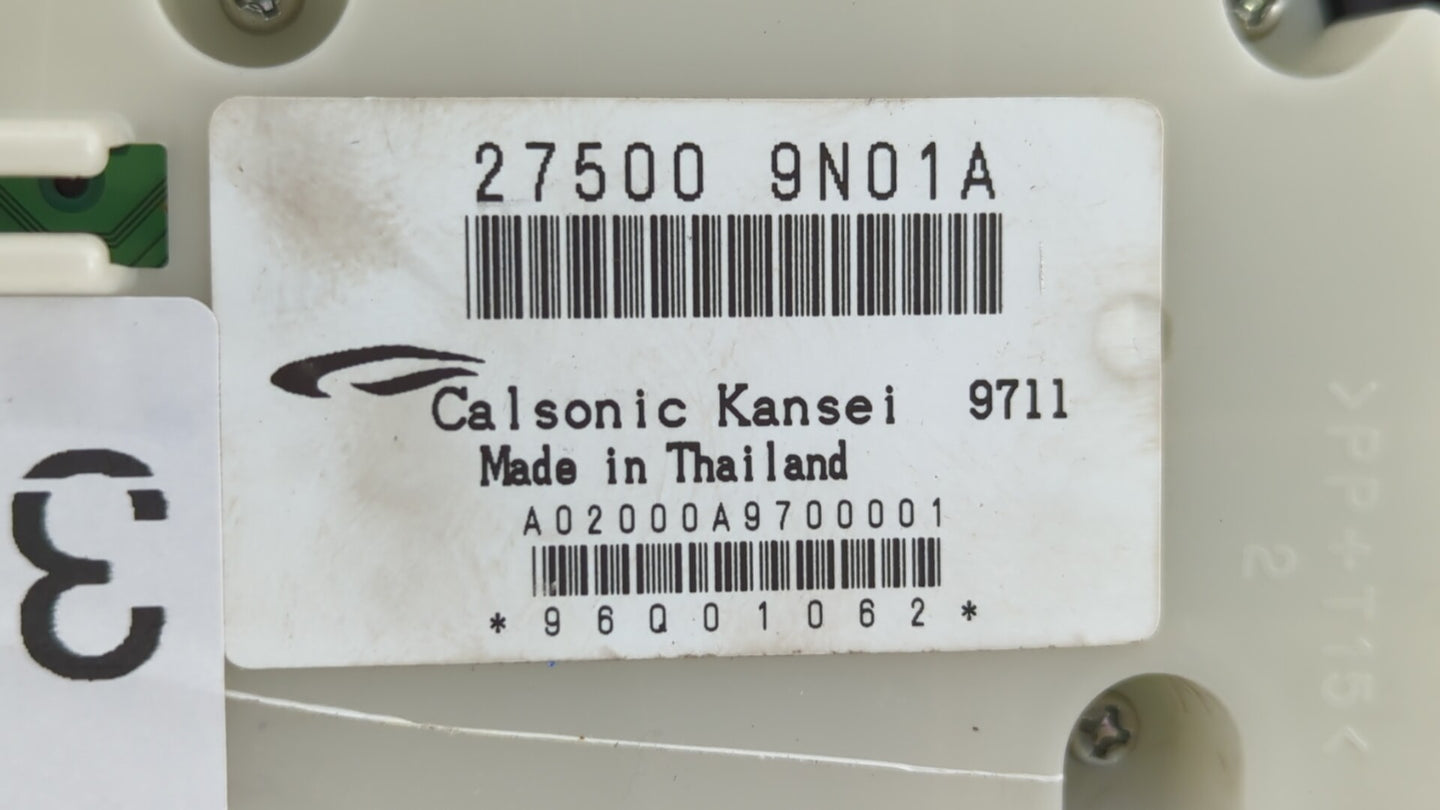 27500 9N01A
Calsonic Kansei 9711
Made in Thailand
A02000A9700001
*96Q01062*
3
>PP+T15<
2